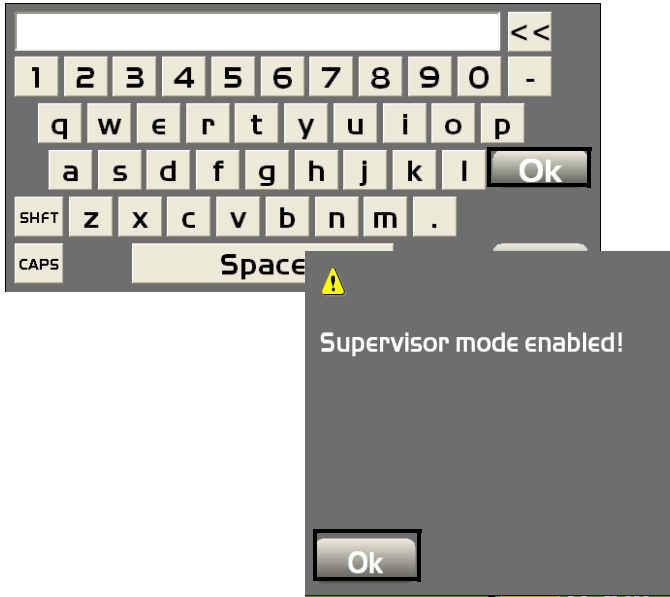 <<
1 2 3 4 5 6 7 8 9 0 -
q w e r t y u i o p
a s d f g h j k l Ok
SHFT z x c v b n m .
CAPS Space
Supervisor mode enabled!
Ok